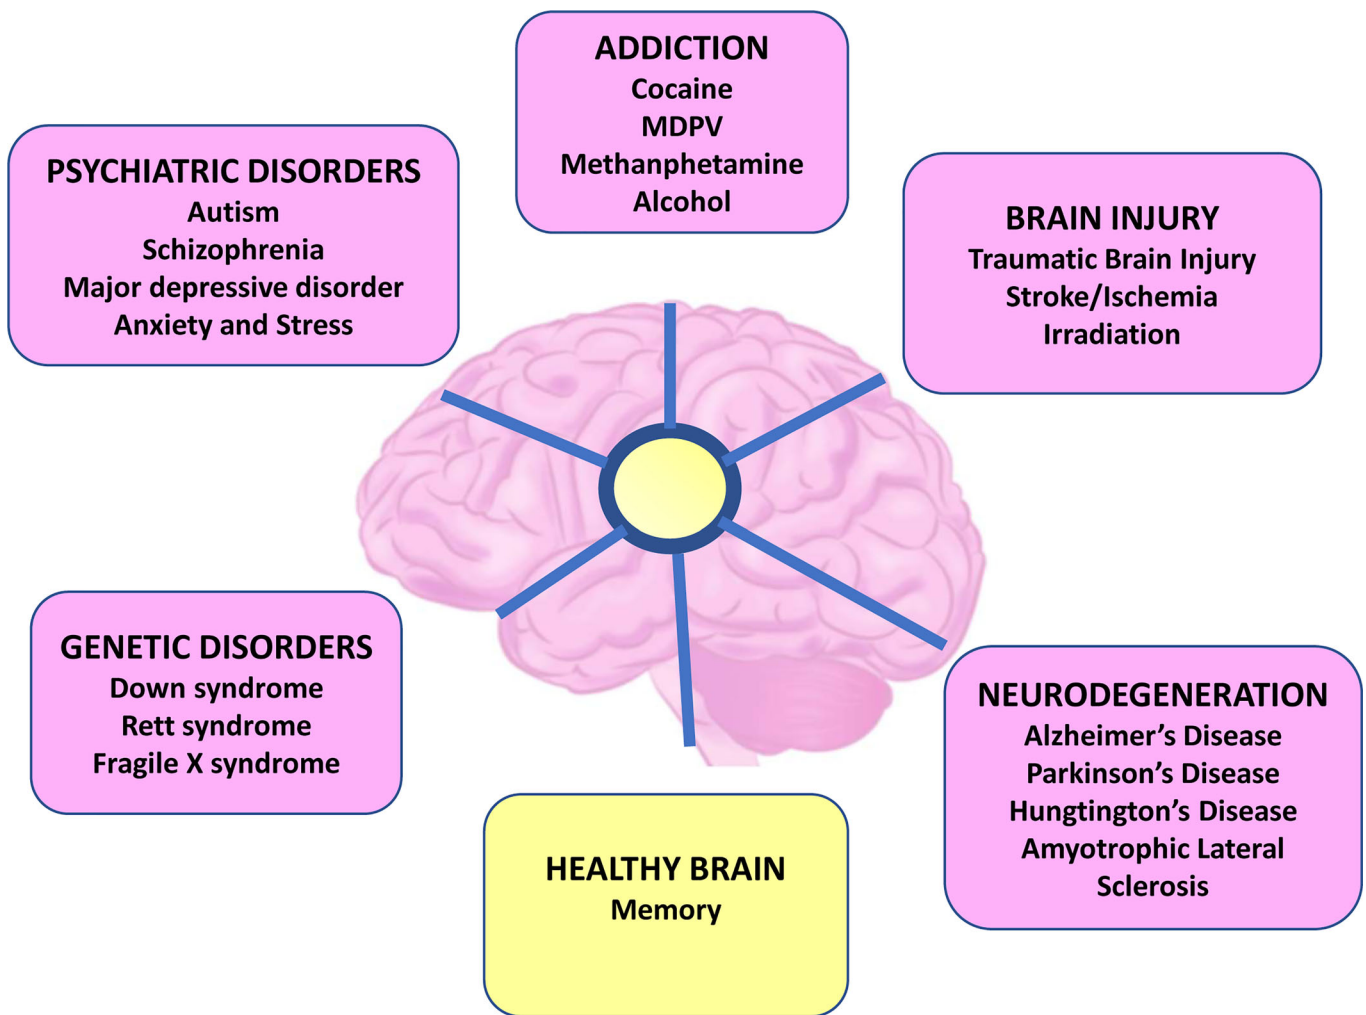 ADDICTION
Cocaine
MDPV
Methanphetamine
Alcohol
PSYCHIATRIC DISORDERS
Autism
Schizophrenia
Major depressive disorder
Anxiety and Stress
BRAIN INJURY
Traumatic Brain Injury
Stroke/Ischemia
Irradiation
GENETIC DISORDERS
Down syndrome
Rett syndrome
Fragile X syndrome
NEURODEGENERATION
Alzheimer’s Disease
Parkinson’s Disease
Hungtington’s Disease
Amyotrophic Lateral
Sclerosis
HEALTHY BRAIN
Memory